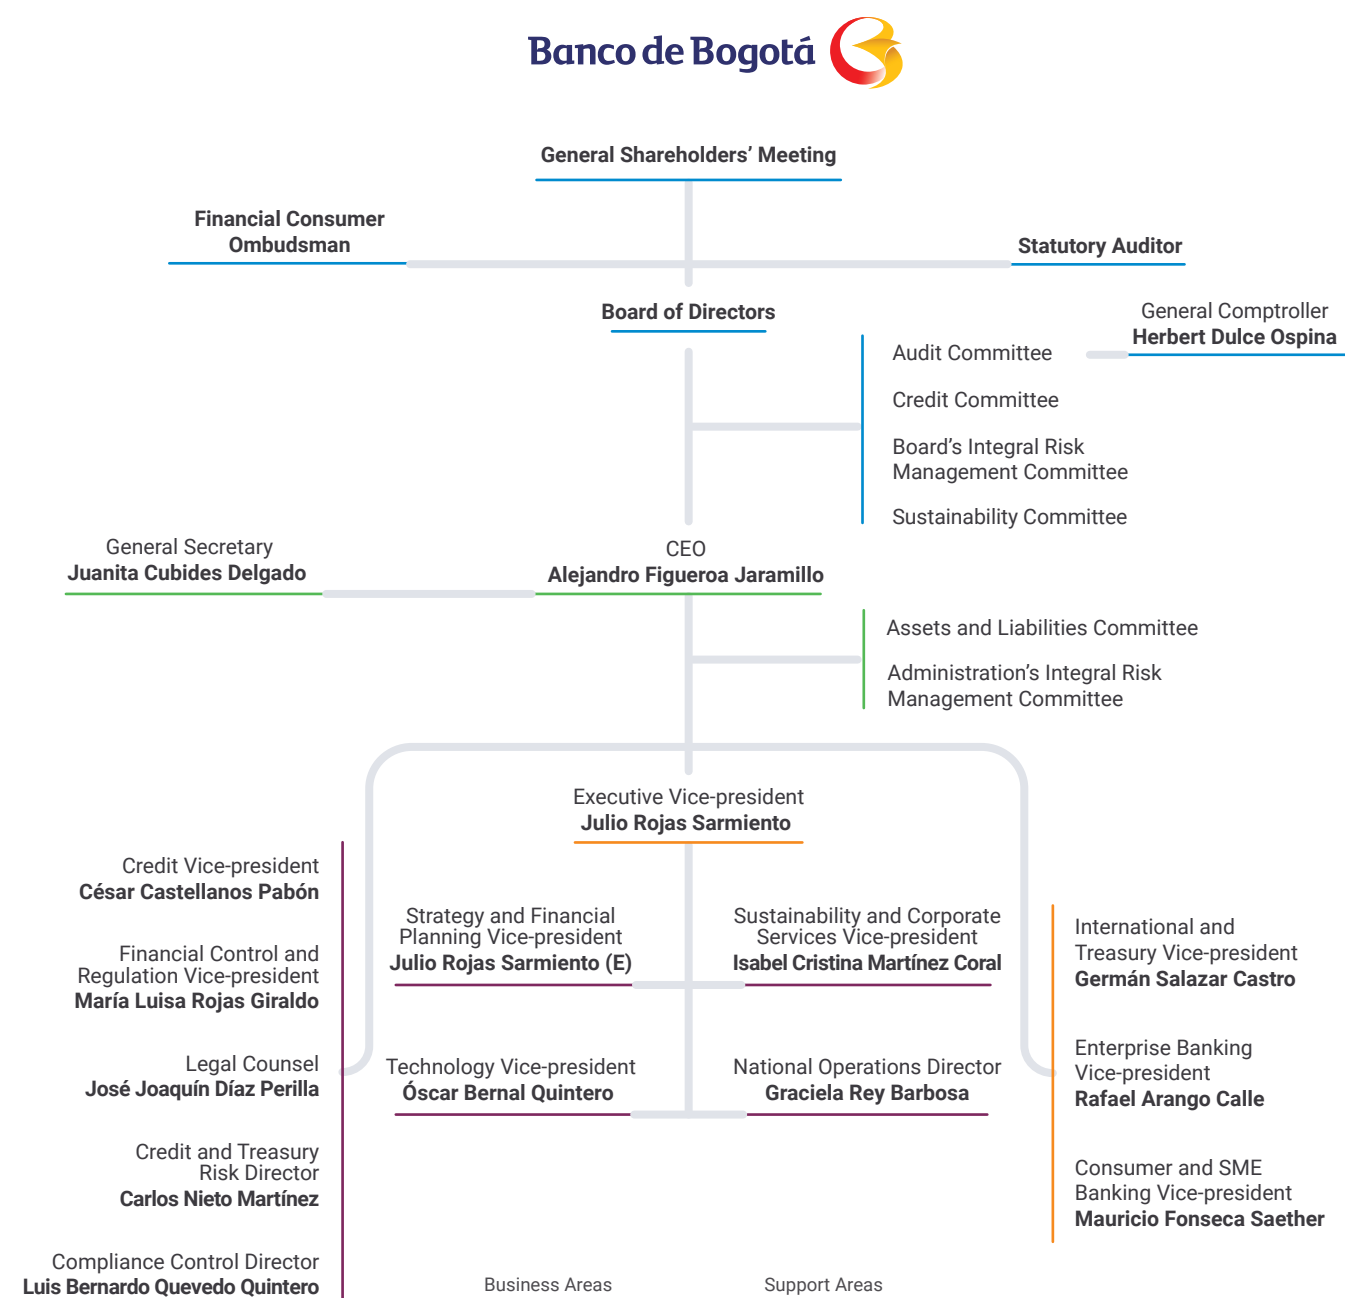 Banco de Bogotá
General Shareholders’ Meeting
Financial Consumer
Ombudsman
Statutory Auditor
Board of Directors
General Comptroller
Herbert Dulce Ospina
Audit Committee
Credit Committee
Board’s Integral Risk
Management Committee
Sustainability Committee
General Secretary
Juanita Cubides Delgado
CEO
Alejandro Figueroa Jaramillo
Assets and Liabilities Committee
Administration’s Integral Risk
Management Committee
Executive Vice-president
Julio Rojas Sarmiento
Credit Vice-president
César Castellanos Pabón
Financial Control and
Regulation Vice-president
María Luisa Rojas Giraldo
Legal Counsel
José Joaquín Díaz Perilla
Credit and Treasury
Risk Director
Carlos Nieto Martínez
Compliance Control Director
Luis Bernardo Quevedo Quintero
Strategy and Financial
Planning Vice-president
Julio Rojas Sarmiento (E)
Sustainability and Corporate
Services Vice-president
Isabel Cristina Martínez Coral
Technology Vice-president
Óscar Bernal Quintero
National Operations Director
Graciela Rey Barbosa
International and
Treasury Vice-president
Germán Salazar Castro
Enterprise Banking
Vice-president
Rafael Arango Calle
Consumer and SME
Banking Vice-president
Mauricio Fonseca Saether
Business Areas
Support Areas